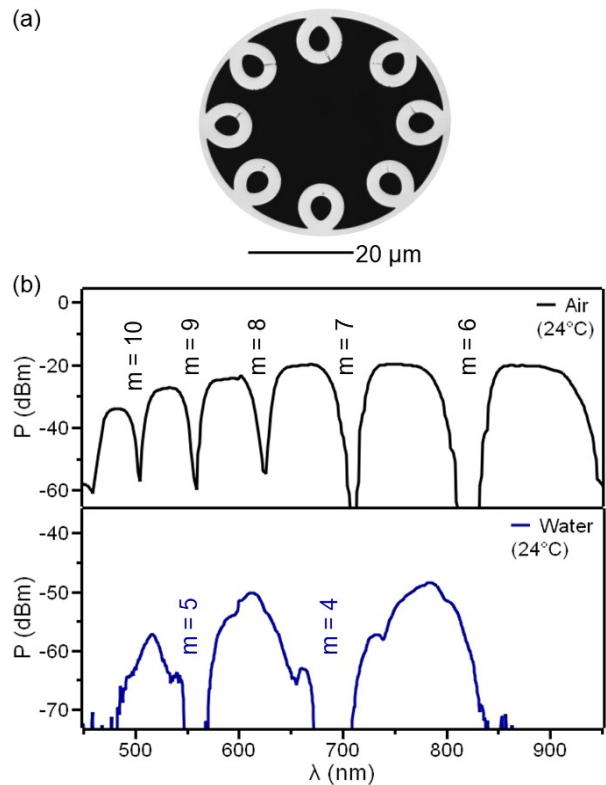 (a)
20 µm
(b)
0
-20
-40
-60
P (dBm)
m = 10
m = 9
m = 8
m = 7
m = 6
Air
(24°C)
-40
-50
-60
-70
P (dBm)
m = 5
m = 4
Water
(24°C)
500
600
700
800
900
λ (nm)